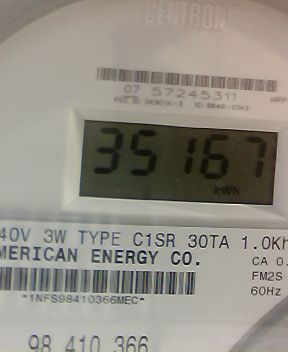 CENTRON
07 57245311
35167
kWh
40V 3W TYPE C1SR 30TA 1.0Kh
MERICAN ENERGY CO.
CA 0.
FM2S
60Hz
*1NFS98410366MEC*
98 410 366